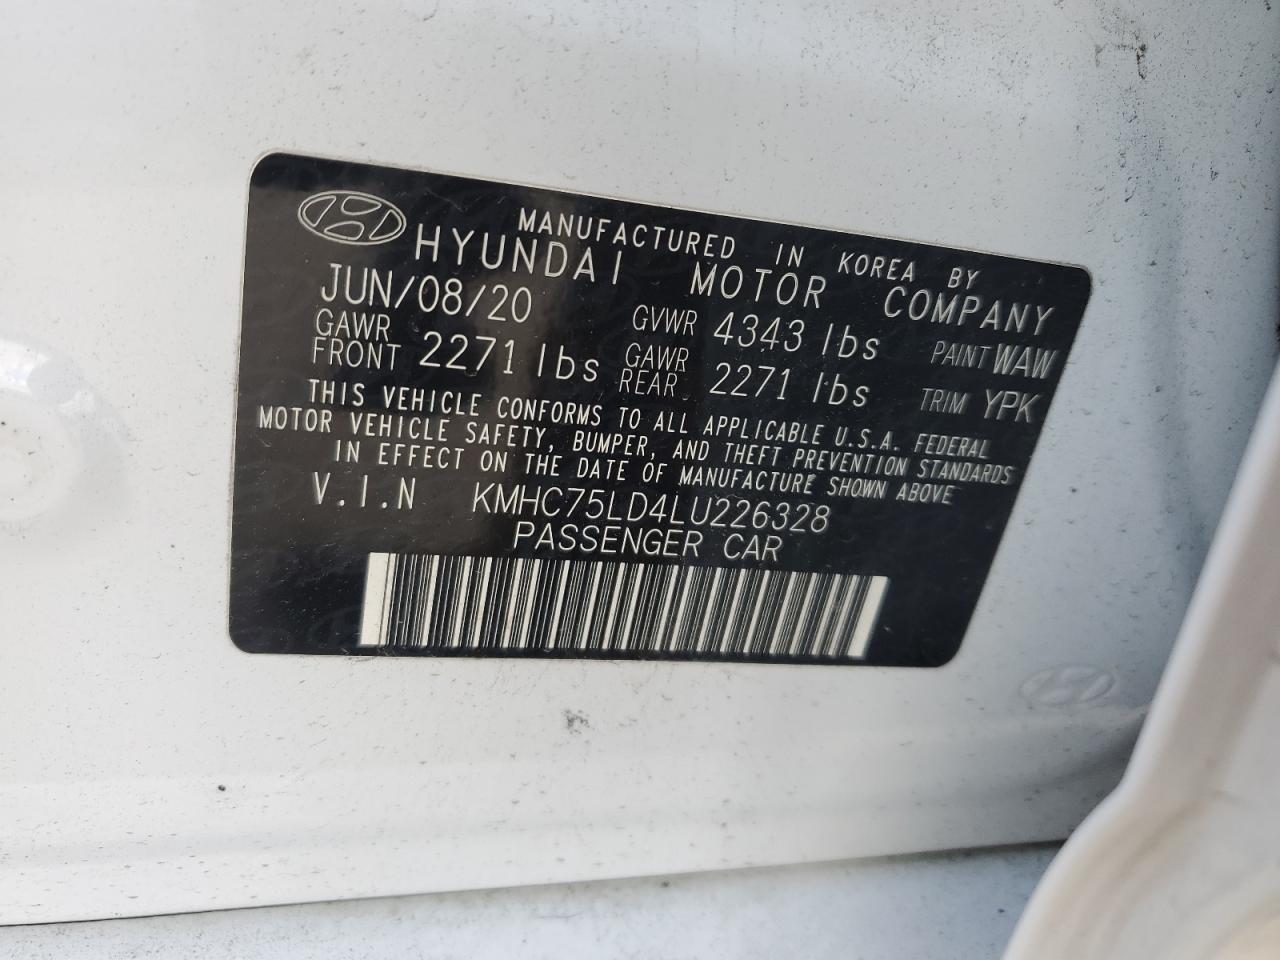 MANUFACTURED IN KOREA BY
HYUNDAI MOTOR COMPANY
JUN/08/20 GVWR 4343 lbs PAINT WAW
GAWR FRONT 2271 lbs GAWR REAR 2271 lbs TRIM YPK
THIS VEHICLE CONFORMS TO ALL APPLICABLE U.S.A. FEDERAL
MOTOR VEHICLE SAFETY, BUMPER, AND THEFT PREVENTION STANDARDS
IN EFFECT ON THE DATE OF MANUFACTURE SHOWN ABOVE
V.I.N KMHC75LD4LU226328
PASSENGER CAR